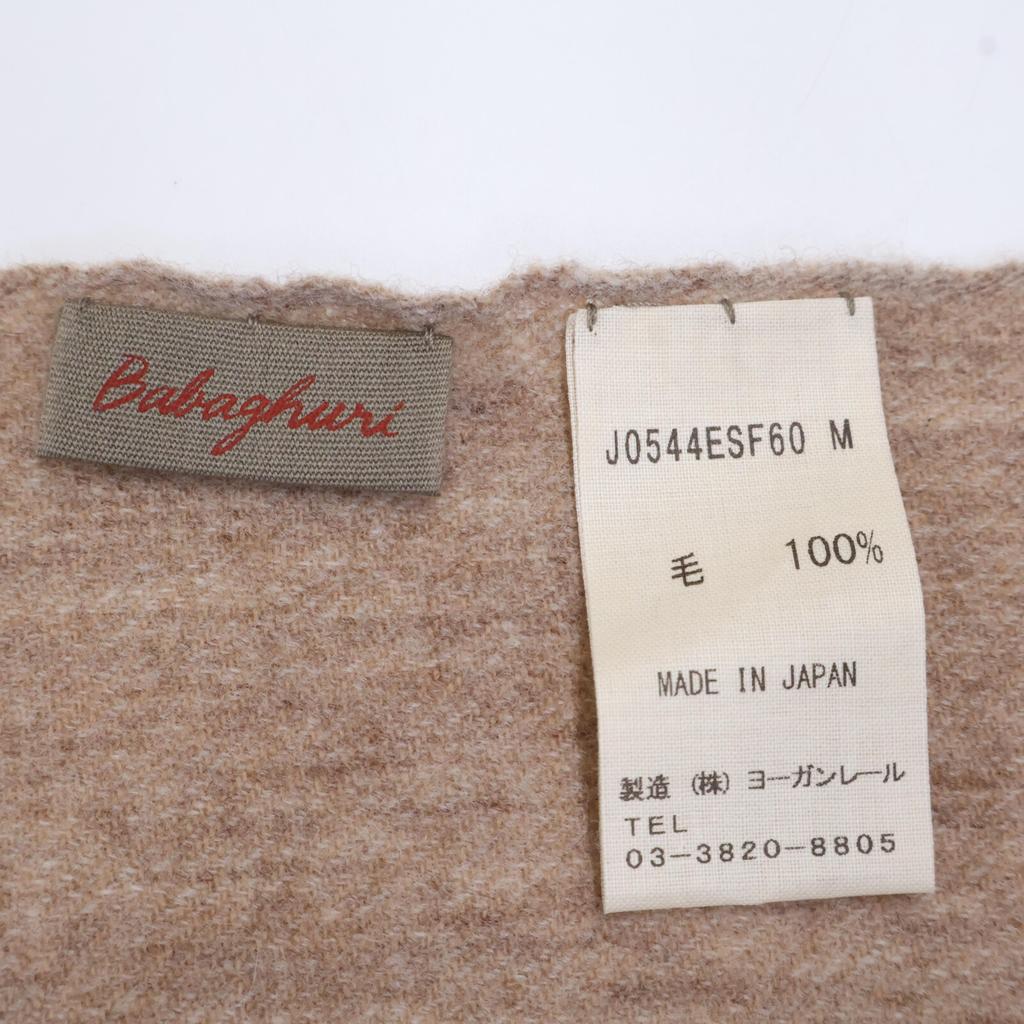 Babaghuri
J0544ESF60 M
毛 100%
MADE IN JAPAN
製造 (株) ヨーガンレール
TEL
03-3820-8805